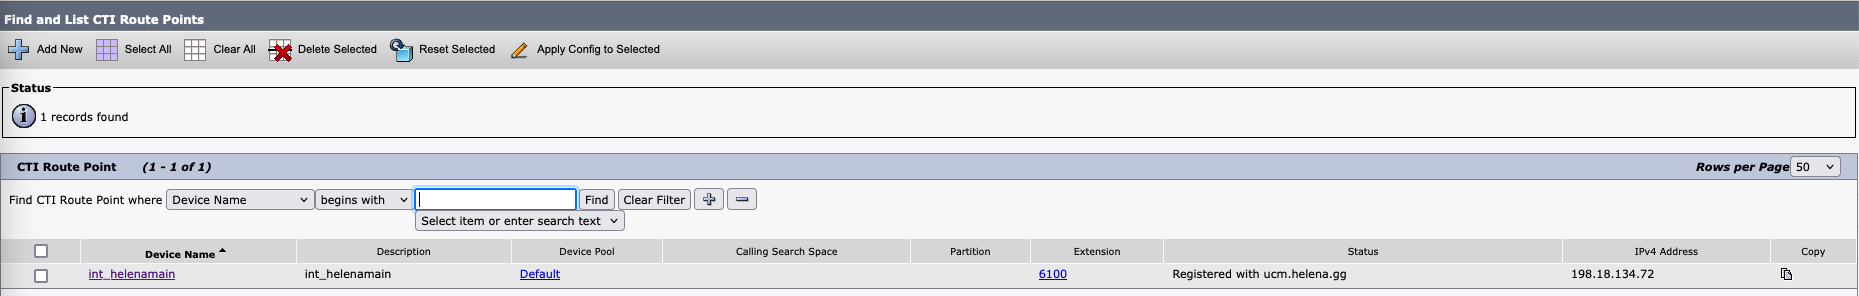 Find and List CTI Route Points
Add New Select All Clear All Delete Selected Reset Selected Apply Config to Selected
Status
1 records found
CTI Route Point (1 - 1 of 1) Rows per Page 50
Find CTI Route Point where Device Name begins with Find Clear Filter
Select item or enter search text
Device Name Description Device Pool Calling Search Space Partition Extension Status IPv4 Address Copy
int_helenamain int_helenamain Default 6100 Registered with ucm.helena.gg 198.18.134.72